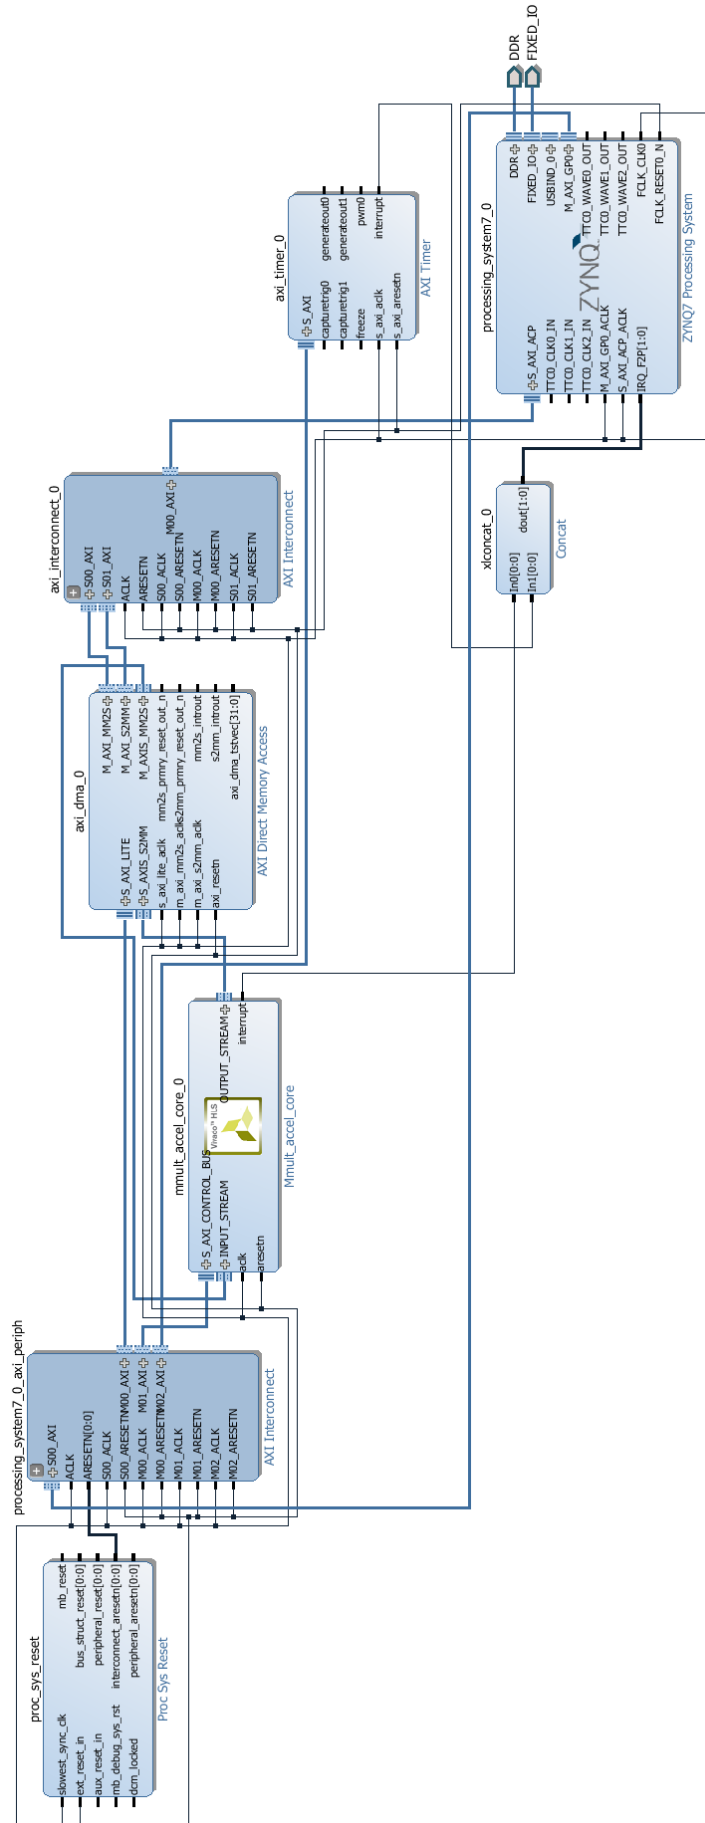 proc_sys_reset
slowest_sync_clk
ext_reset_in
aux_reset_in
mb_debug_sys_rst
dcm_locked
mb_reset
bus_struct_reset[0:0]
peripheral_reset[0:0]
interconnect_aresetn[0:0]
peripheral_aresetn[0:0]
Proc Sys Reset
processing_system7_0_axi_periph
S00_AXI
ACLK
ARESETN[0:0]
S00_ACLK
S00_ARESETN
M00_ACLK
M00_ARESETN
M01_ACLK
M01_ARESETN
M02_ACLK
M02_ARESETN
M00_AXI
M01_AXI
M02_AXI
AXI Interconnect
mmult_accel_core_0
S_AXI_CONTROL_BUS
INPUT_STREAM
aclk
aresetn
Vivado™ HLS
OUTPUT_STREAM
interrupt
Mmult_accel_core
axi_dma_0
S_AXI_LITE
S_AXIS_S2MM
s_axi_lite_aclk
m_axi_mm2s_aclk
m_axi_s2mm_aclk
axi_resetn
M_AXI_MM2S
M_AXI_S2MM
M_AXIS_MM2S
mm2s_prmry_reset_out_n
s2mm_prmry_reset_out_n
mm2s_introut
s2mm_introut
axi_dma_tstvec[31:0]
AXI Direct Memory Access
axi_interconnect_0
S00_AXI
S01_AXI
ACLK
ARESETN
S00_ACLK
S00_ARESETN
M00_ACLK
M00_ARESETN
S01_ACLK
S01_ARESETN
M00_AXI
AXI Interconnect
axi_timer_0
S_AXI
capturetrig0
capturetrig1
freeze
s_axi_aclk
s_axi_aresetn
generateout0
generateout1
pwm0
interrupt
AXI Timer
xlconcat_0
In0[0:0]
In1[0:0]
dout[1:0]
Concat
processing_system7_0
S_AXI_ACP
TTC0_CLK0_IN
TTC0_CLK1_IN
TTC0_CLK2_IN
M_AXI_GP0_ACLK
S_AXI_ACP_ACLK
IRQ_F2P[1:0]
ZYNQ
DDR
FIXED_IO
USBIND_0
M_AXI_GP0
TTC0_WAVE0_OUT
TTC0_WAVE1_OUT
TTC0_WAVE2_OUT
FCLK_CLK0
FCLK_RESET0_N
ZYNQ7 Processing System
DDR
FIXED_IO